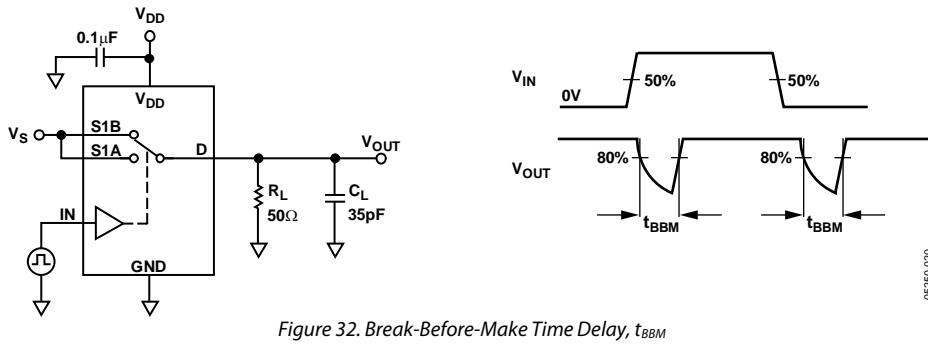 V_DD
0.1µF
V_DD
V_S
S1B
S1A
D
V_OUT
R_L
50Ω
C_L
35pF
IN
GND
V_IN
0V
50%
50%
V_OUT
80%
80%
t_BBM
t_BBM
Figure 32. Break-Before-Make Time Delay, t_BBM